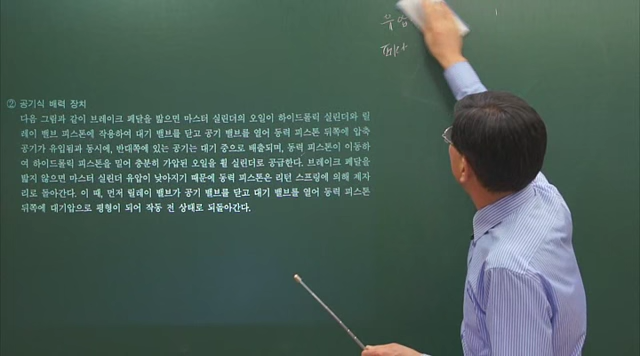 유압
② 공기식 배력 장치
다음 그림과 같이 브레이크 페달을 밟으면 마스터 실린더의 오일이 하이드롤릭 실린더와 릴
레이 밸브 피스톤에 작용하여 대기 밸브를 닫고 공기 밸브를 열어 동력 피스톤 뒤쪽에 압축
공기가 유입됨과 동시에, 반대쪽에 있는 공기는 대기 중으로 배출되며, 동력 피스톤이 이동하
여 하이드롤릭 피스톤을 밀어 충분히 가압된 오일을 휠 실린더로 공급한다. 브레이크 페달을
밟지 않으면 마스터 실린더 유압이 낮아지기 때문에 동력 피스톤은 리턴 스프링에 의해 제자
리로 돌아간다. 이 때, 먼저 릴레이 밸브가 공기 밸브를 닫고 대기 밸브를 열어 동력 피스톤
뒤쪽에 대기압으로 평형이 되어 작동 전 상태로 되돌아간다.